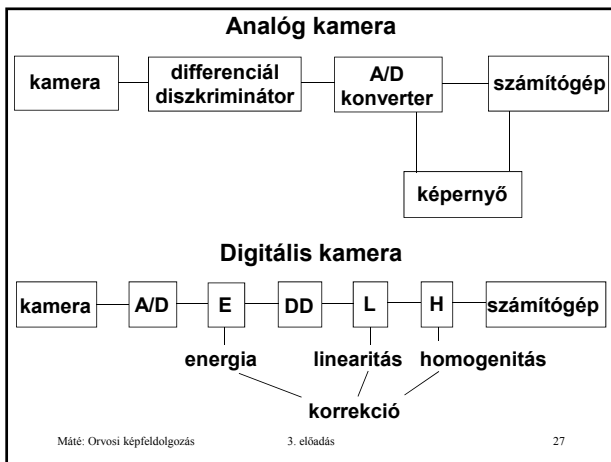 Analóg kamera
kamera
differenciál
diszkriminátor
A/D
konverter
számítógép
képernyő
Digitális kamera
kamera
A/D
E
DD
L
H
számítógép
energia
linearitás
homogenitás
korrekció
Máté: Orvosi képfeldolgozás 3. előadás 27